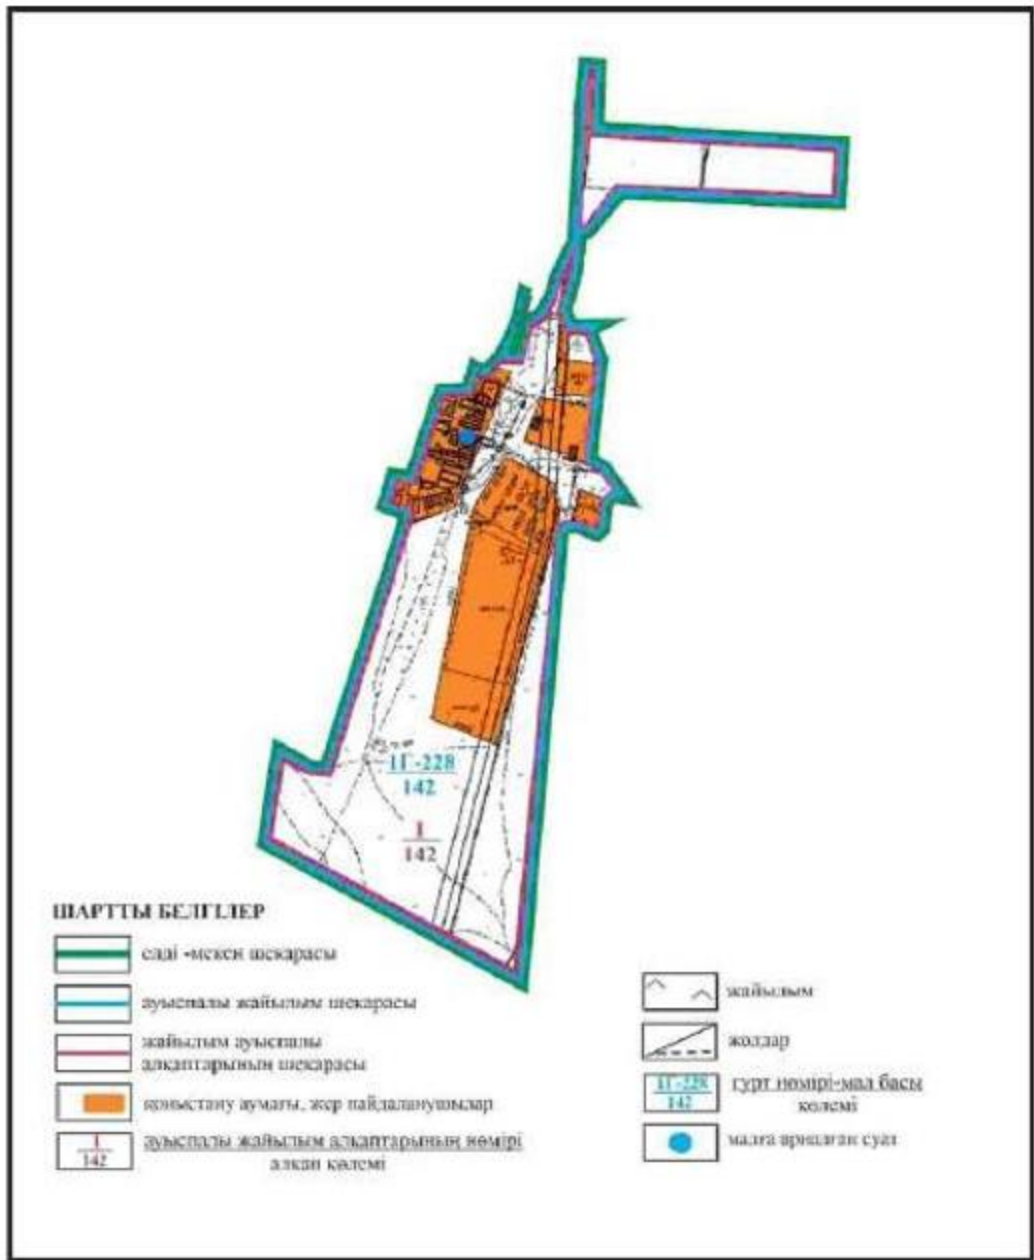 1Г-228
142
1
142
ШАРТТЫ БЕЛГІЛЕР
елді -мекен шекарасы
ауыспалы жайылым шекарасы
жайылым ауыспалы
алқаптарының шекарасы
қоныстану аумағы, жер пайдаланушылар
1
142
ауыспалы жайылым алқаптарының нөмірі
алқап көлемі
жайылым
жолдар
1Г-228
142
гурт нөмірі-мал басы
көлемі
малға арналған суат